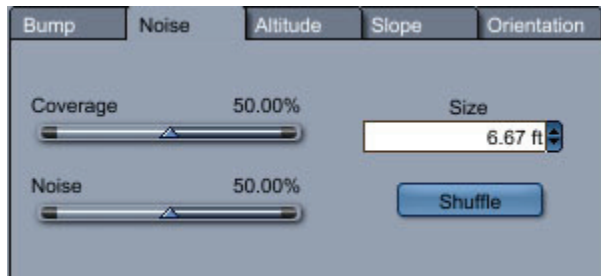 Bump Noise Altitude Slope Orientation
Coverage 50.00% Size
6.67 ft
Noise 50.00%
Shuffle